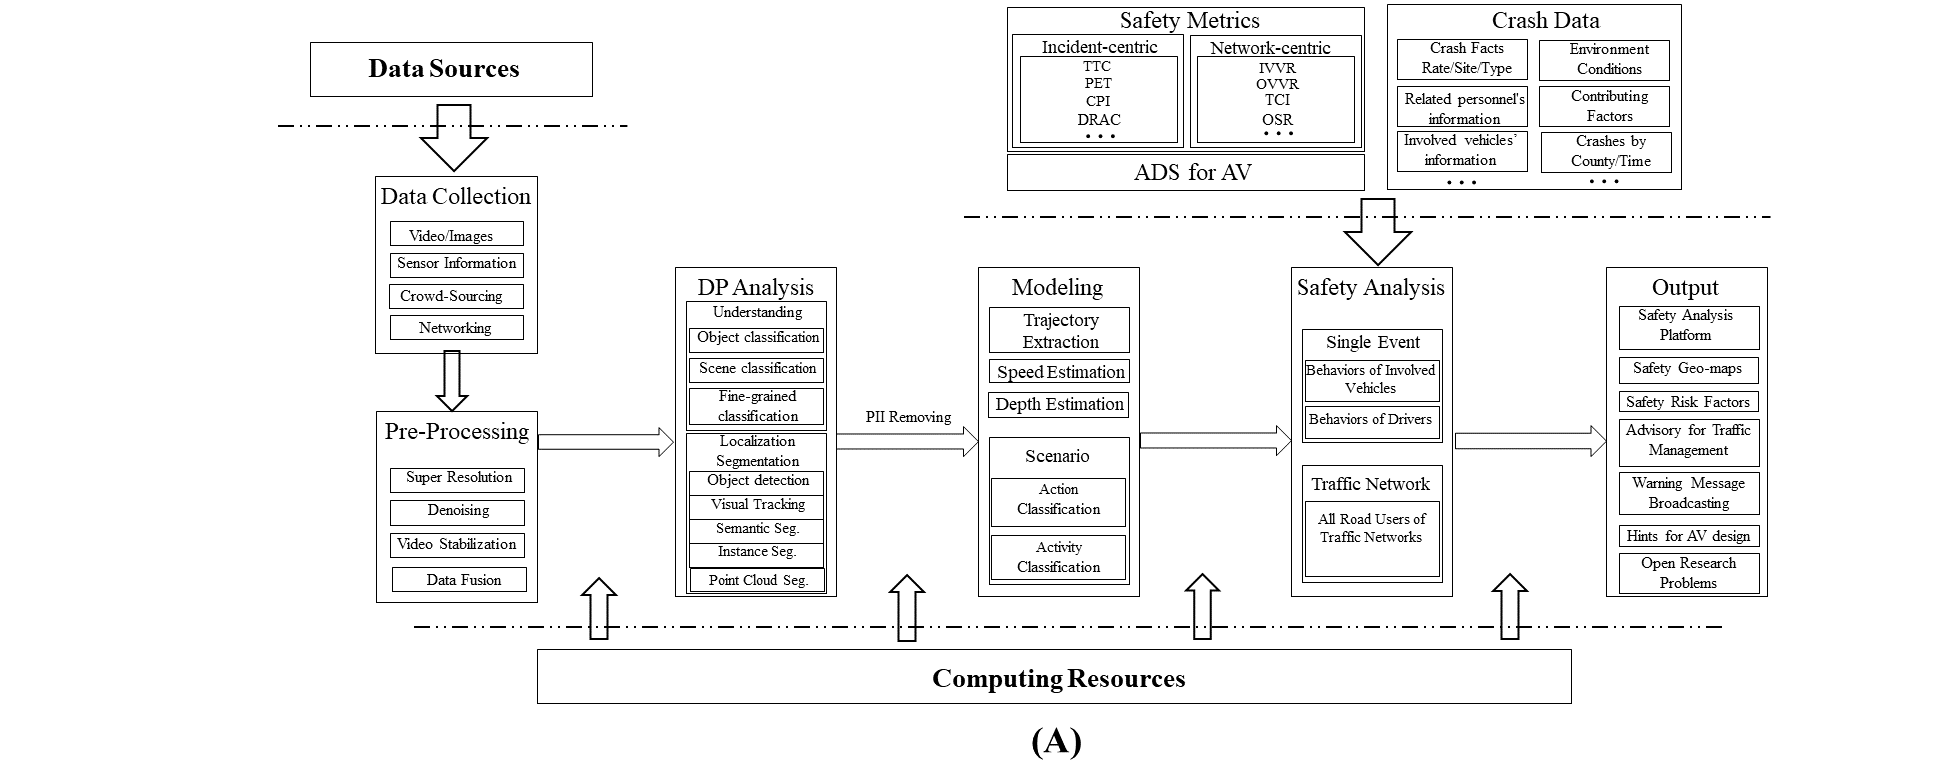 Data Sources
Data Collection
Video/Images
Sensor Information
Crowd-Sourcing
Networking
Pre-Processing
Super Resolution
Denoising
Video Stabilization
Data Fusion
DP Analysis
Understanding
Object classification
Scene classification
Fine-grained
classification
Localization
Segmentation
Object detection
Visual Tracking
Semantic Seg.
Instance Seg.
Point Cloud Seg.
PII Removing
Modeling
Trajectory
Extraction
Speed Estimation
Depth Estimation
Scenario
Action
Classification
Activity
Classification
Safety Metrics
Incident-centric
TTC
PET
CPI
DRAC
• • •
Network-centric
IVVR
OVVR
TCI
OSR
• • •
ADS for AV
Crash Data
Crash Facts
Rate/Site/Type
Related personnel's
information
Involved vehicles’
information
• • •
Environment
Conditions
Contributing
Factors
Crashes by
County/Time
• • •
Safety Analysis
Single Event
Behaviors of Involved
Vehicles
Behaviors of Drivers
Traffic Network
All Road Users of
Traffic Networks
Output
Safety Analysis
Platform
Safety Geo-maps
Safety Risk Factors
Advisory for Traffic
Management
Warning Message
Broadcasting
Hints for AV design
Open Research
Problems
Computing Resources
(A)